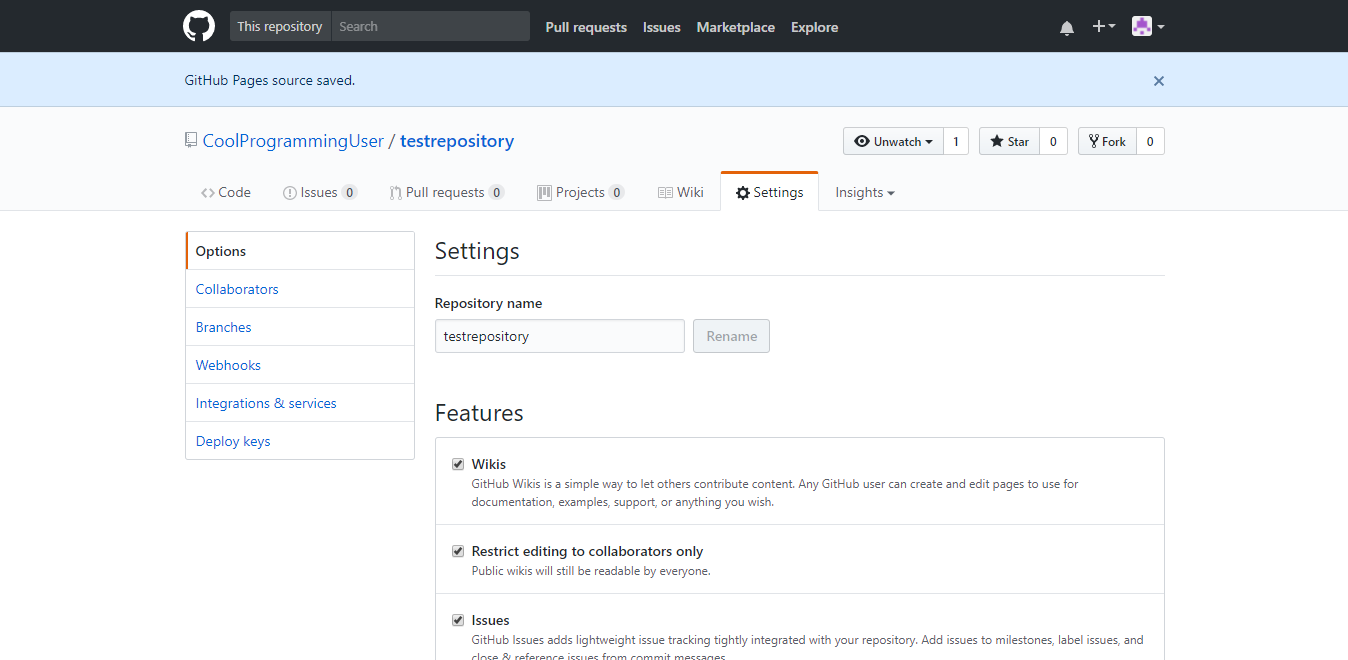 This repository Search Pull requests Issues Marketplace Explore
GitHub Pages source saved.
CoolProgrammingUser / testrepository Unwatch 1 Star 0 Fork 0
Code Issues 0 Pull requests 0 Projects 0 Wiki Settings Insights
Options
Collaborators
Branches
Webhooks
Integrations & services
Deploy keys
Settings
Repository name
testrepository Rename
Features
Wikis
GitHub Wikis is a simple way to let others contribute content. Any GitHub user can create and edit pages to use for
documentation, examples, support, or anything you wish.
Restrict editing to collaborators only
Public wikis will still be readable by everyone.
Issues
GitHub Issues adds lightweight issue tracking tightly integrated with your repository. Add issues to milestones, label issues, and
close & reference issues from commit messages.